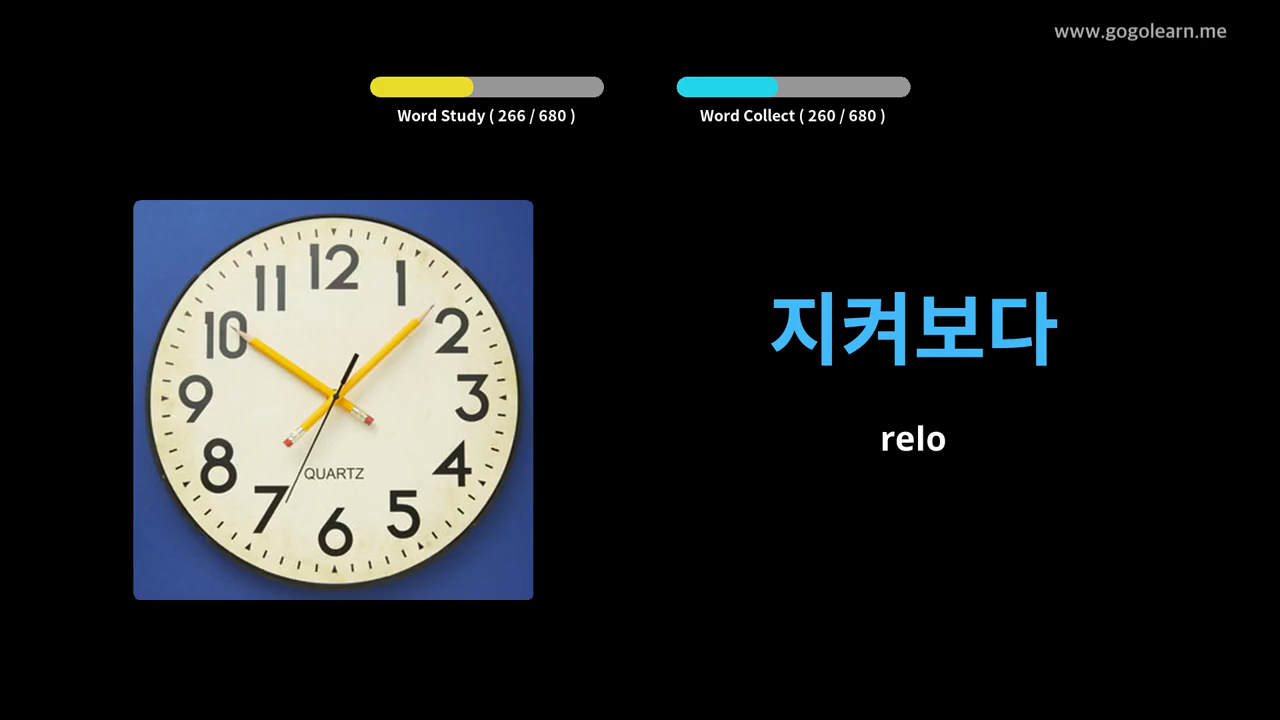 www.gogolearn.me
Word Study ( 266 / 680 )
Word Collect ( 260 / 680 )
12
1
2
3
4
5
6
7
8
9
10
11
QUARTZ
지켜보다
relo